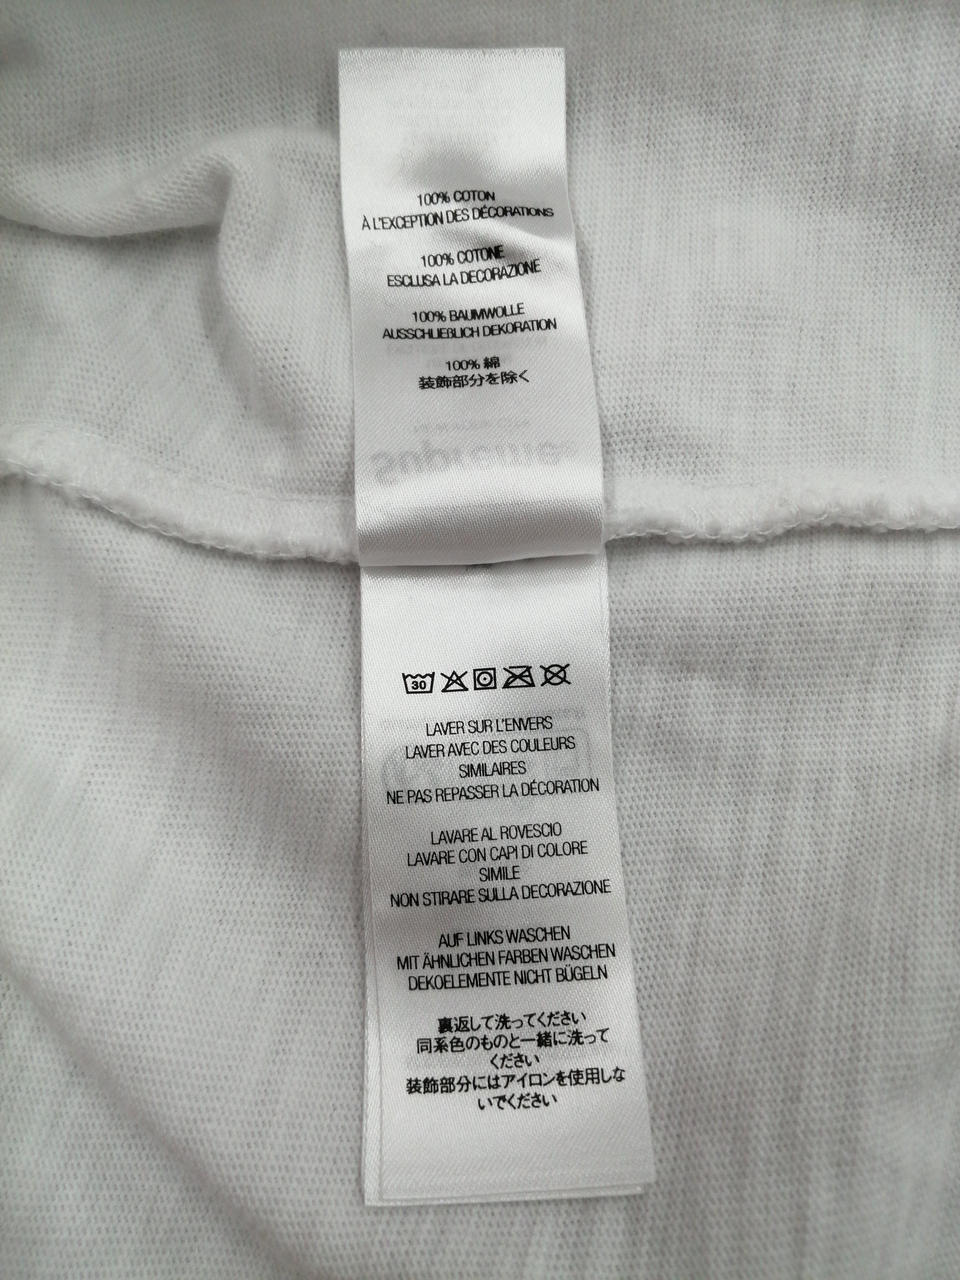 100% COTON
À L'EXCEPTION DES DÉCORATIONS
100% COTONE
ESCLUSA LA DECORAZIONE
100% BAUMWOLLE
AUSSCHLIEßLICH DEKORATION
100% 綿
装飾部分を除く
Supreme
30
LAVER SUR L'ENVERS
LAVER AVEC DES COULEURS
SIMILAIRES
NE PAS REPASSER LA DÉCORATION
LAVARE AL ROVESCIO
LAVARE CON CAPI DI COLORE
SIMILE
NON STIRARE SULLA DECORAZIONE
AUF LINKS WASCHEN
MIT ÄHNLICHEN FARBEN WASCHEN
DEKOELEMENTE NICHT BÜGELN
裏返して洗ってください
同系色のものと一緒に洗って
ください
装飾部分にはアイロンを使用しな
いでください